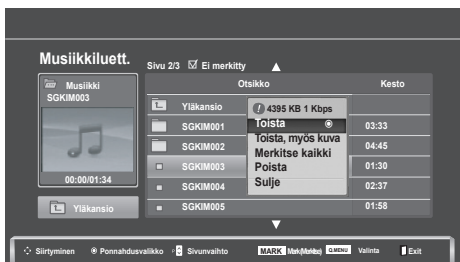 Musiikkiluett.
Sivu 2/3 Ei merkitty
Musiikki
SGKIM003
00:00/01:34
Yläkansio
Otsikko Kesto
Yläkansio
SGKIM001 03:33
SGKIM002 04:45
SGKIM003 01:30
SGKIM004 02:37
SGKIM005 01:58
4395 KB 1 Kbps
Toista
Toista, myös kuva
Merkitse kaikki
Poista
Sulje
Siirtyminen Ponnahdusvalikko Sivunvaihto MARK Q.MENU Valinta Exit